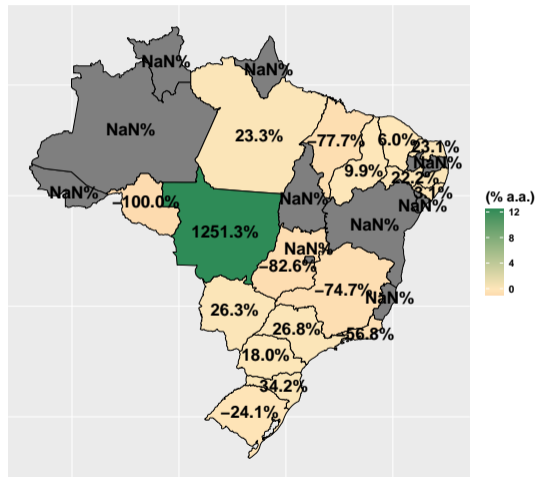 NaN%
NaN%
NaN%
23.3%
−77.7%
6.0%
23.1%
NaN%
9.9%
22.2%
NaN%
−100.0%
NaN%
NaN%
NaN%
1251.3%
NaN%
−82.6%
−74.7%
NaN%
26.3%
26.8%
−56.8%
18.0%
34.2%
−24.1%
(% a.a.)
12
8
4
0